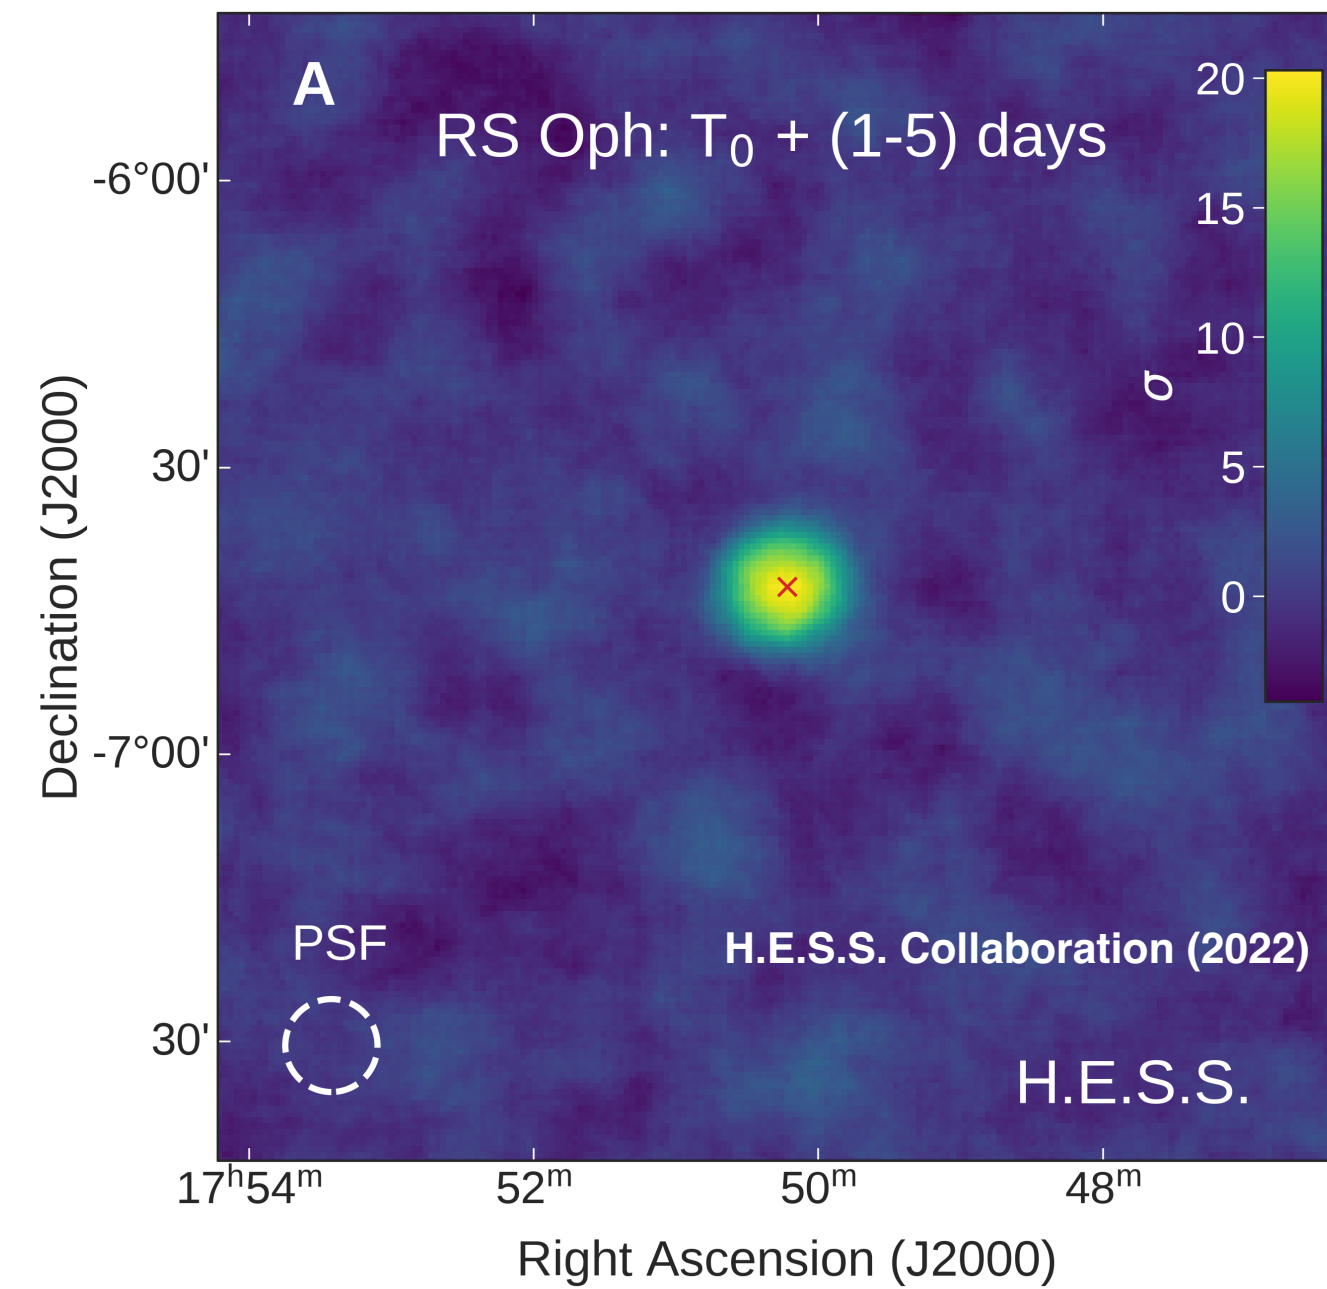 A
RS Oph: T₀ + (1-5) days
20
15
10
5
0
σ
-6°00'
30'
-7°00'
30'
Declination (J2000)
PSF
H.E.S.S. Collaboration (2022)
H.E.S.S.
17ʰ54ᵐ 52ᵐ 50ᵐ 48ᵐ
Right Ascension (J2000)